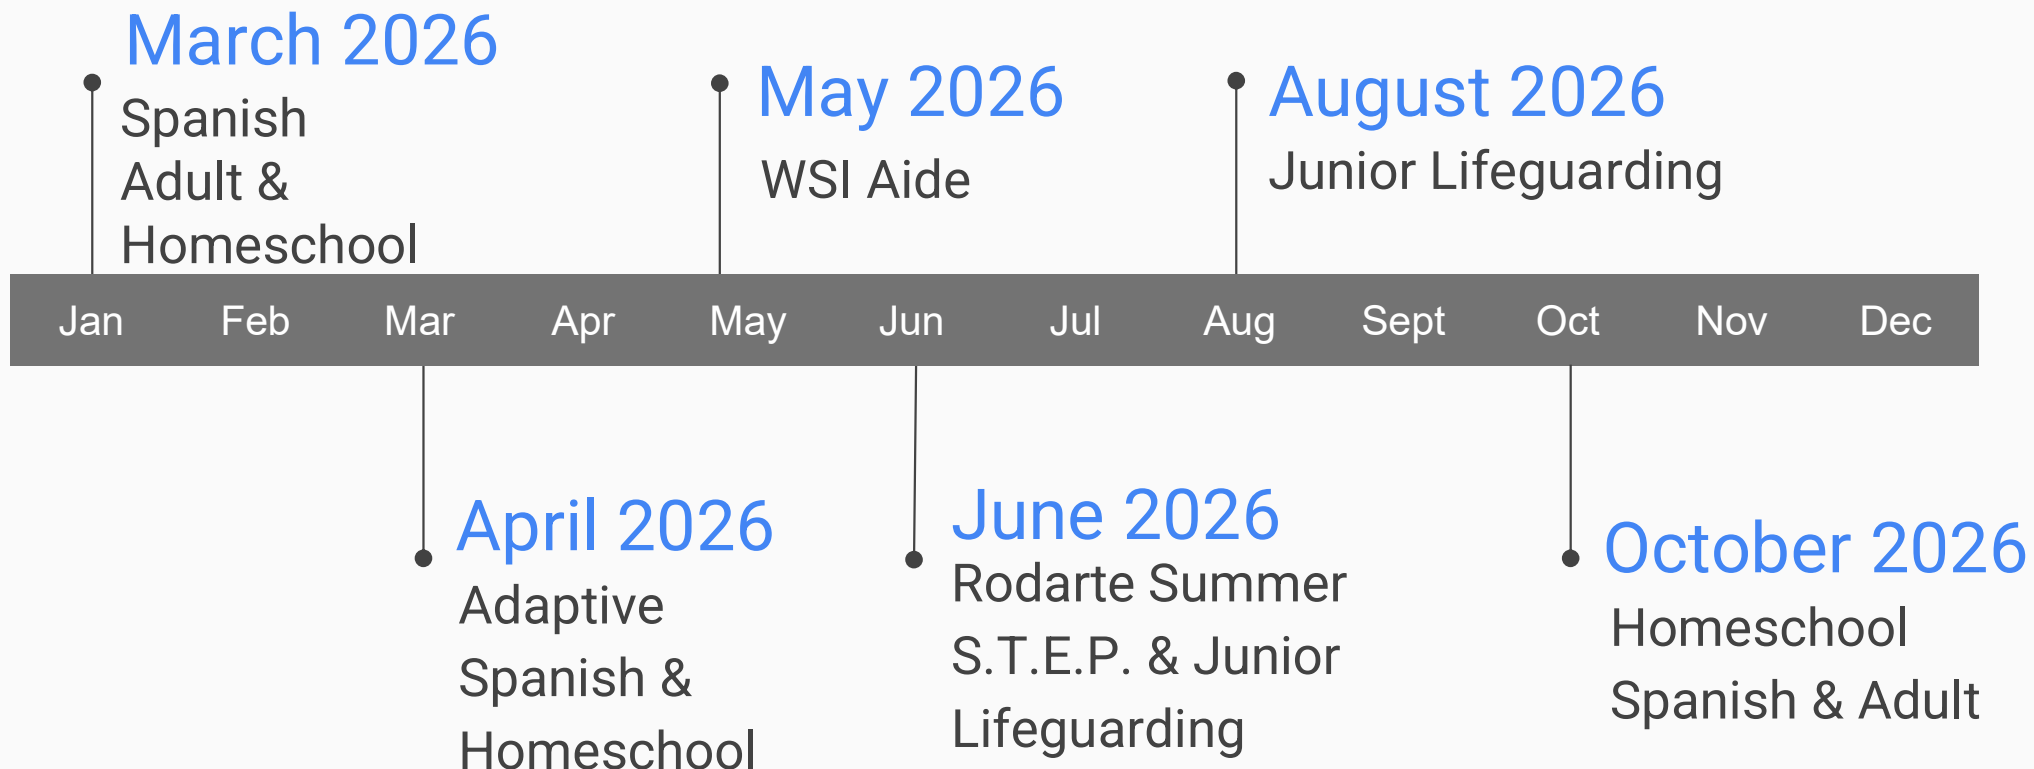 March 2026
Spanish
Adult &
Homeschool
May 2026
WSI Aide
August 2026
Junior Lifeguarding
Jan Feb Mar Apr May Jun Jul Aug Sept Oct Nov Dec
April 2026
Adaptive
Spanish &
Homeschool
June 2026
Rodarte Summer
S.T.E.P. & Junior
Lifeguarding
October 2026
Homeschool
Spanish & Adult